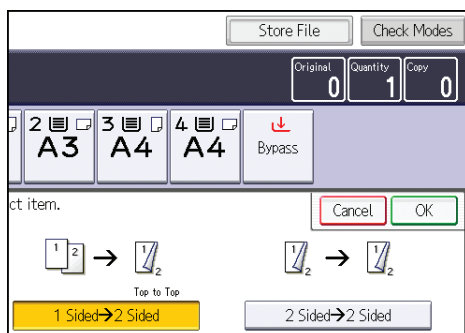 Store File Check Modes
Original Quantity Copy
0 1 0
2 3 4
A3 A4 A4 Bypass
ct item.
Cancel OK
1 2 → 1 2 1 2 → 1 2
Top to Top
1 Sided→2 Sided 2 Sided→2 Sided